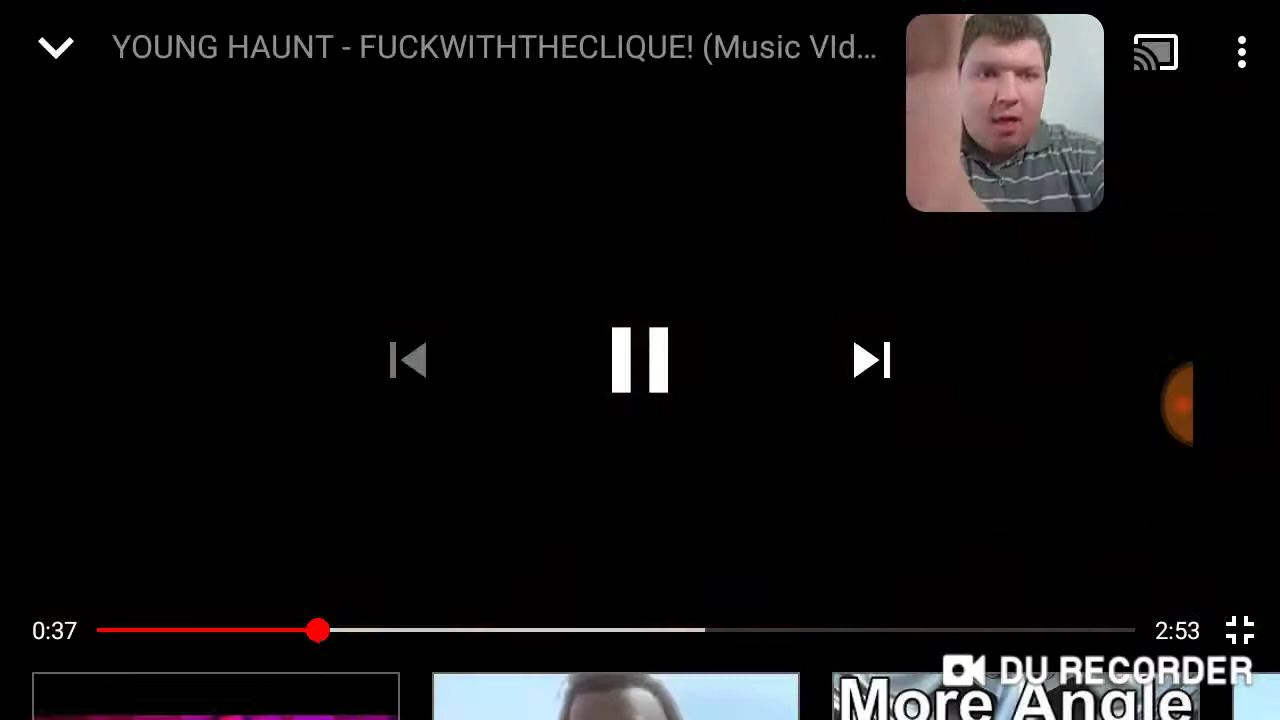 YOUNG HAUNT - FUCKWITHTHECLIQUE! (Music VId...
0:37
2:53
DU RECORDER
More Angle